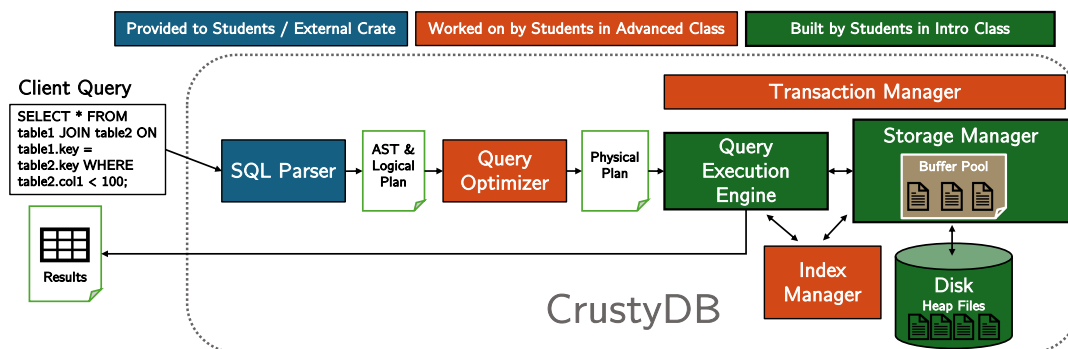 Provided to Students / External Crate
Worked on by Students in Advanced Class
Built by Students in Intro Class
Client Query
SELECT * FROM
table1 JOIN table2 ON
table1.key =
table2.key WHERE
table2.col1 < 100;
SQL Parser
AST &
Logical
Plan
Query
Optimizer
Physical
Plan
Transaction Manager
Query
Execution
Engine
Storage Manager
Buffer Pool
Results
Index
Manager
Disk
Heap Files
CrustyDB